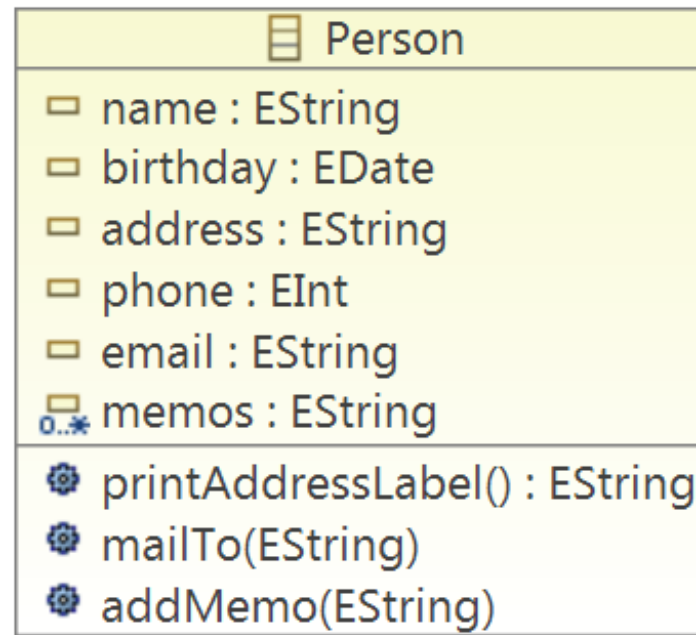 Person
name : EString
birthday : EDate
address : EString
phone : EInt
email : EString
0..* memos : EString
printAddressLabel() : EString
mailTo(EString)
addMemo(EString)